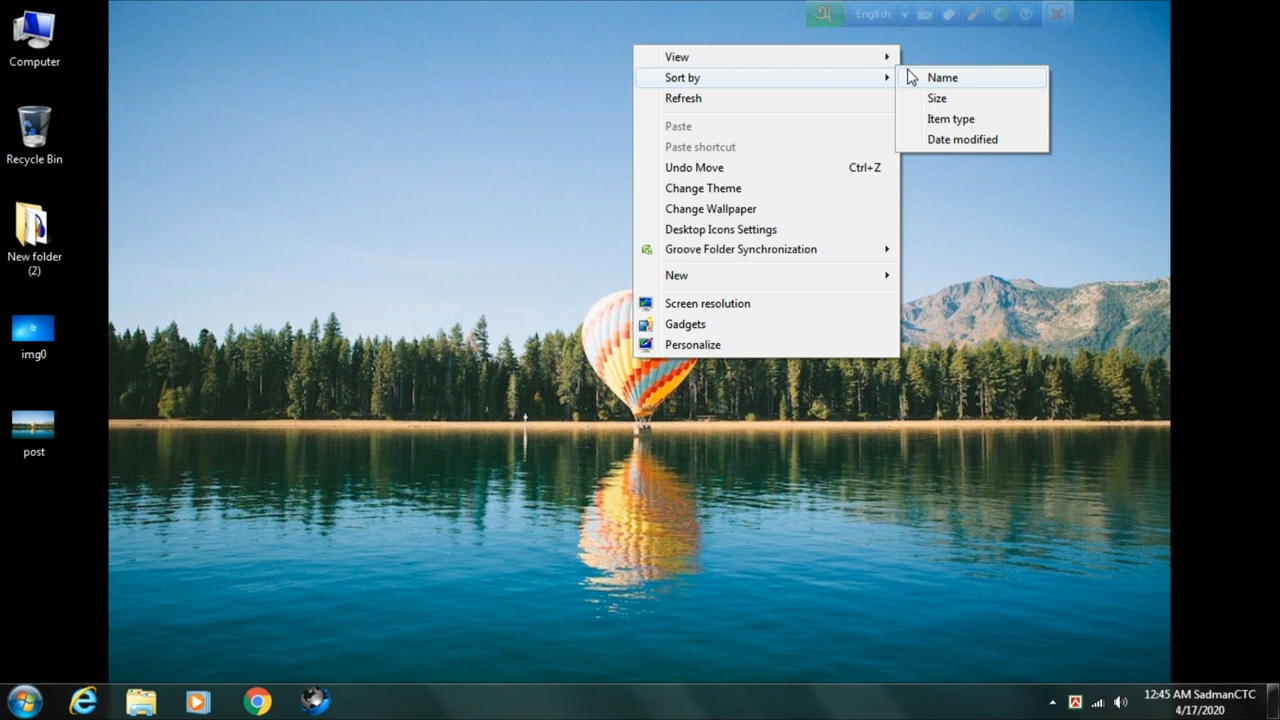 অ English
Computer
Recycle Bin
New folder
(2)
img0
post
View
Sort by
Refresh
Paste
Paste shortcut
Undo Move Ctrl+Z
Change Theme
Change Wallpaper
Desktop Icons Settings
Groove Folder Synchronization
New
Screen resolution
Gadgets
Personalize
Name
Size
Item type
Date modified
12:45 AM SadmanCTC
4/17/2020